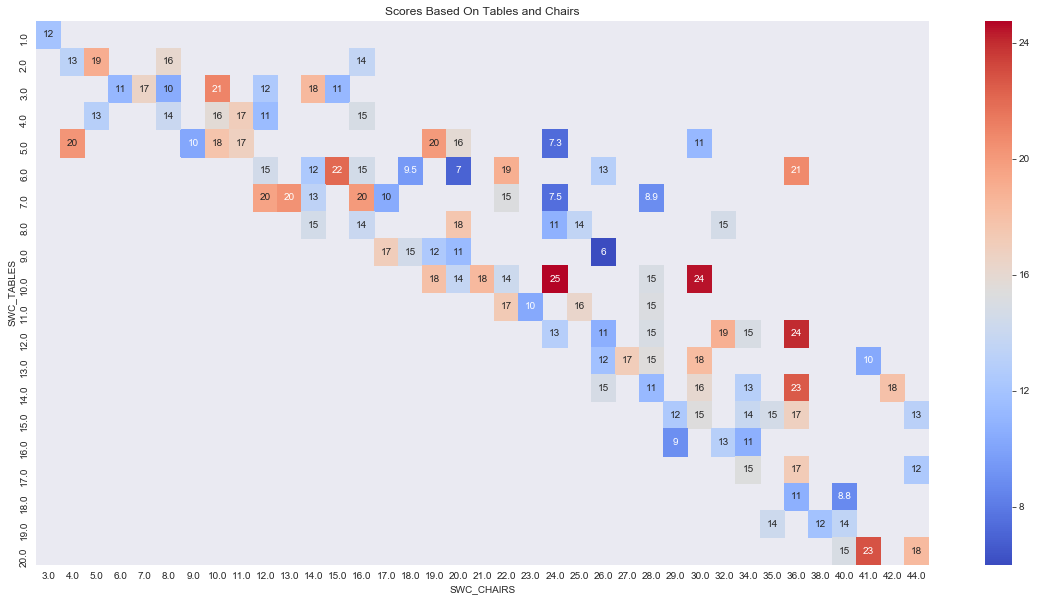 Scores Based On Tables and Chairs
SWC_TABLES
1.0 12
2.0 13 19 16 14
3.0 11 17 10 21 12 18 11
4.0 13 14 16 17 11 15
5.0 20 10 18 17 20 16 7.3 11
6.0 15 12 22 15 9.5 7 19 13 21
7.0 20 20 13 20 10 15 7.5 8.9
8.0 15 14 18 11 14 15
9.0 17 15 12 11 6
10.0 18 14 18 14 25 15 24
11.0 17 10 16 15
12.0 13 11 15 19 15 24
13.0 12 17 15 18 10
14.0 15 11 16 13 23 18
15.0 12 15 14 15 17 13
16.0 9 13 11
17.0 15 17 12
18.0 11 8.8
19.0 14 12 14
20.0 15 23 18
3.0 4.0 5.0 6.0 7.0 8.0 9.0 10.0 11.0 12.0 13.0 14.0 15.0 16.0 17.0 18.0 19.0 20.0 21.0 22.0 23.0 24.0 25.0 26.0 27.0 28.0 29.0 30.0 32.0 34.0 35.0 36.0 38.0 40.0 41.0 42.0 44.0
SWC_CHAIRS
24
20
16
12
8